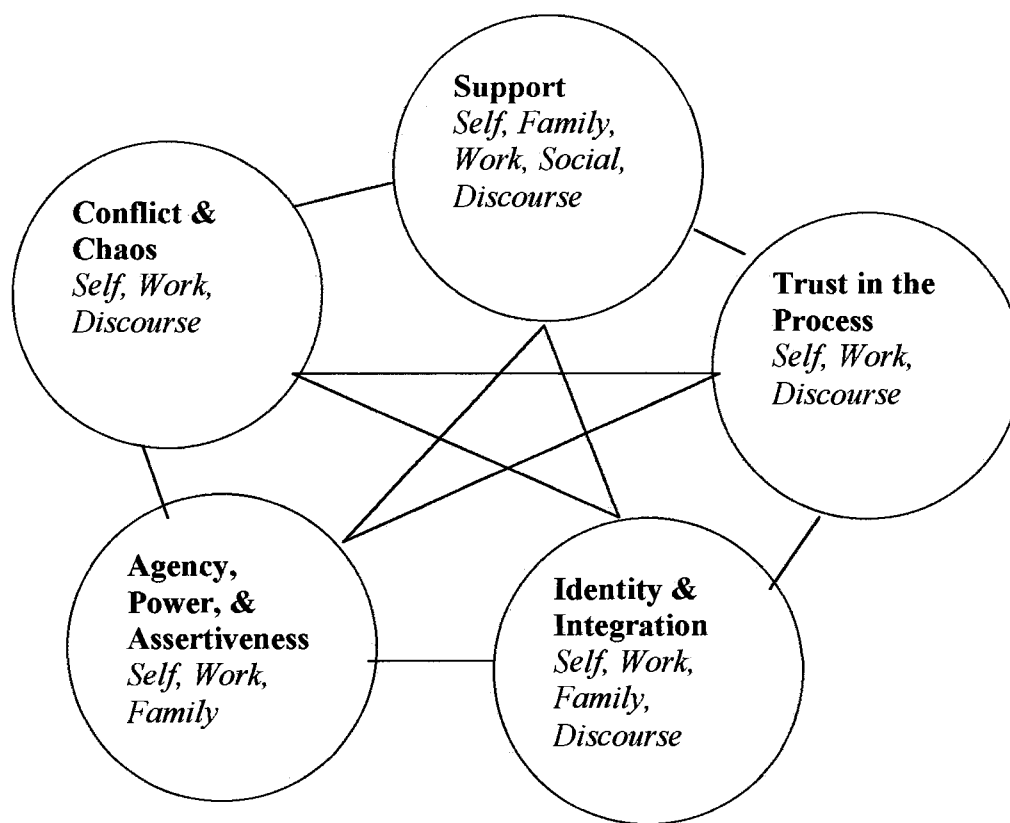 Support
Self, Family,
Work, Social,
Discourse
Conflict &
Chaos
Self, Work,
Discourse
Trust in the
Process
Self, Work,
Discourse
Agency,
Power, &
Assertiveness
Self, Work,
Family
Identity &
Integration
Self, Work,
Family,
Discourse